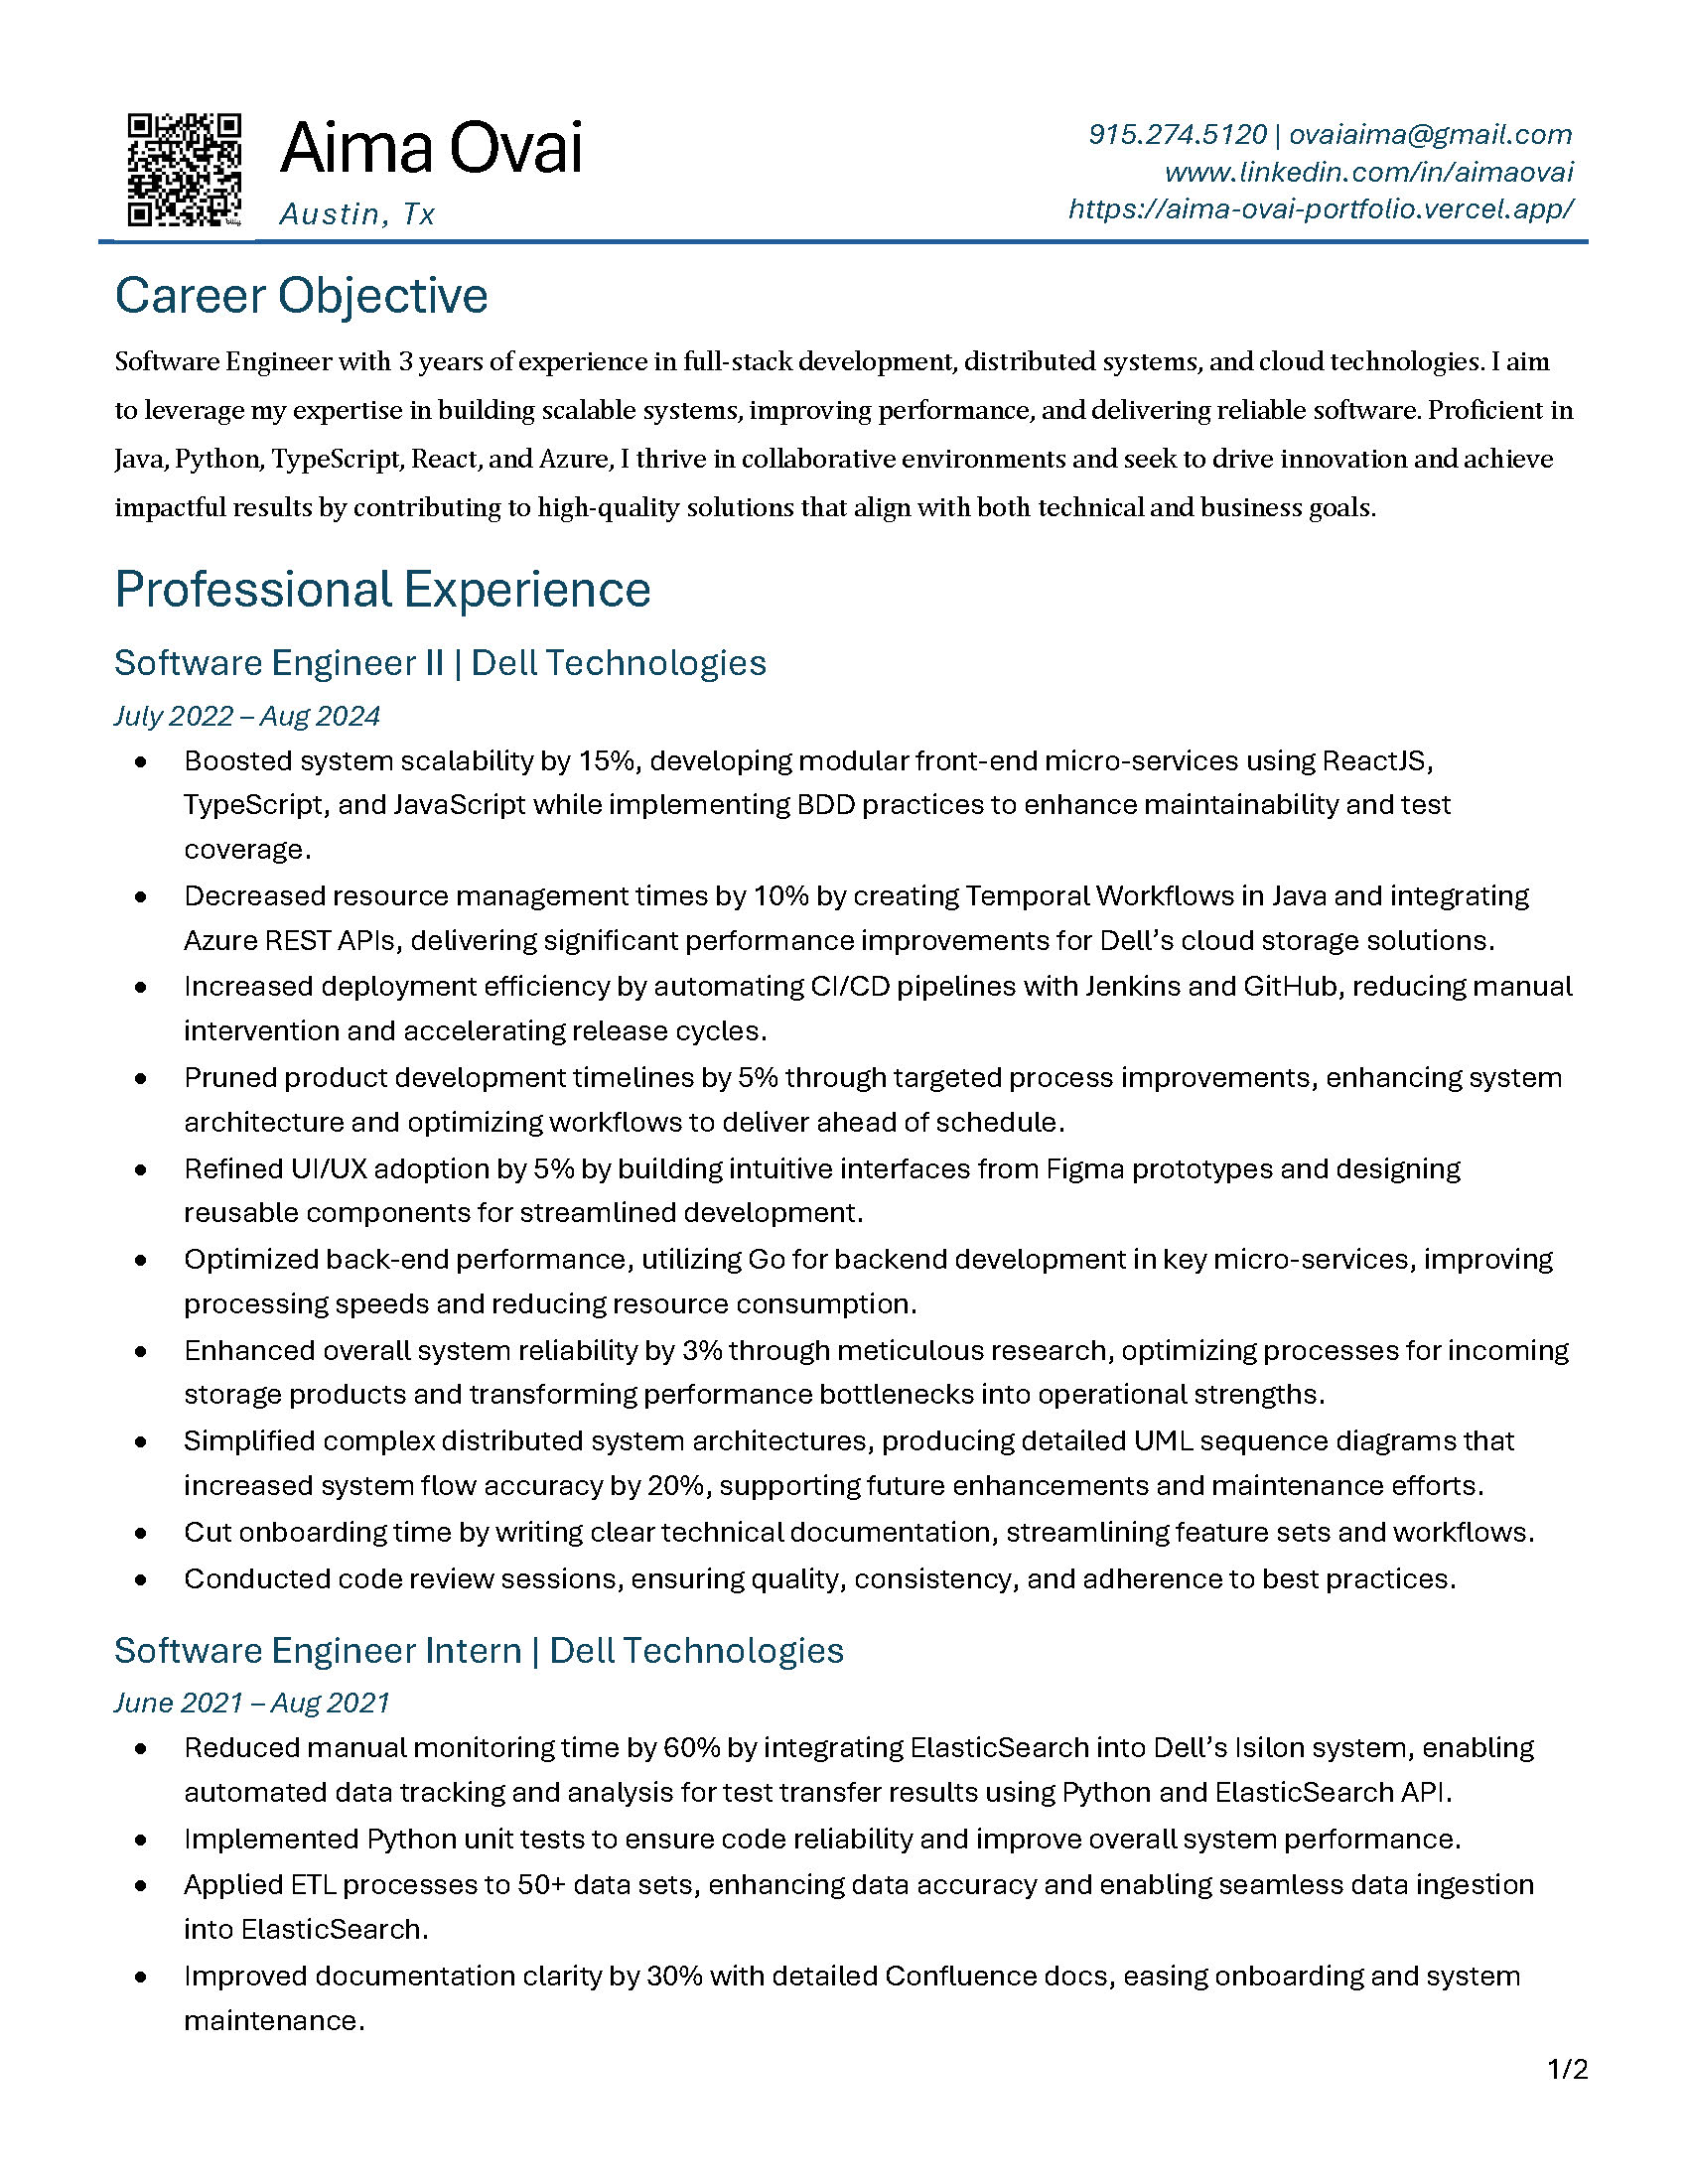 Aima Ovai
Austin, Tx
915.274.5120 | ovaiaima@gmail.com
www.linkedin.com/in/aimaovai
https://aima-ovai-portfolio.vercel.app/
Career Objective
Software Engineer with 3 years of experience in full-stack development, distributed systems, and cloud technologies. I aim
to leverage my expertise in building scalable systems, improving performance, and delivering reliable software. Proficient in
Java, Python, TypeScript, React, and Azure, I thrive in collaborative environments and seek to drive innovation and achieve
impactful results by contributing to high-quality solutions that align with both technical and business goals.
Professional Experience
Software Engineer II | Dell Technologies
July 2022 – Aug 2024
• Boosted system scalability by 15%, developing modular front-end micro-services using ReactJS,
TypeScript, and JavaScript while implementing BDD practices to enhance maintainability and test
coverage.
• Decreased resource management times by 10% by creating Temporal Workflows in Java and integrating
Azure REST APIs, delivering significant performance improvements for Dell’s cloud storage solutions.
• Increased deployment efficiency by automating CI/CD pipelines with Jenkins and GitHub, reducing manual
intervention and accelerating release cycles.
• Pruned product development timelines by 5% through targeted process improvements, enhancing system
architecture and optimizing workflows to deliver ahead of schedule.
• Refined UI/UX adoption by 5% by building intuitive interfaces from Figma prototypes and designing
reusable components for streamlined development.
• Optimized back-end performance, utilizing Go for backend development in key micro-services, improving
processing speeds and reducing resource consumption.
• Enhanced overall system reliability by 3% through meticulous research, optimizing processes for incoming
storage products and transforming performance bottlenecks into operational strengths.
• Simplified complex distributed system architectures, producing detailed UML sequence diagrams that
increased system flow accuracy by 20%, supporting future enhancements and maintenance efforts.
• Cut onboarding time by writing clear technical documentation, streamlining feature sets and workflows.
• Conducted code review sessions, ensuring quality, consistency, and adherence to best practices.
Software Engineer Intern | Dell Technologies
June 2021 – Aug 2021
• Reduced manual monitoring time by 60% by integrating ElasticSearch into Dell’s Isilon system, enabling
automated data tracking and analysis for test transfer results using Python and ElasticSearch API.
• Implemented Python unit tests to ensure code reliability and improve overall system performance.
• Applied ETL processes to 50+ data sets, enhancing data accuracy and enabling seamless data ingestion
into ElasticSearch.
• Improved documentation clarity by 30% with detailed Confluence docs, easing onboarding and system
maintenance.
1/2